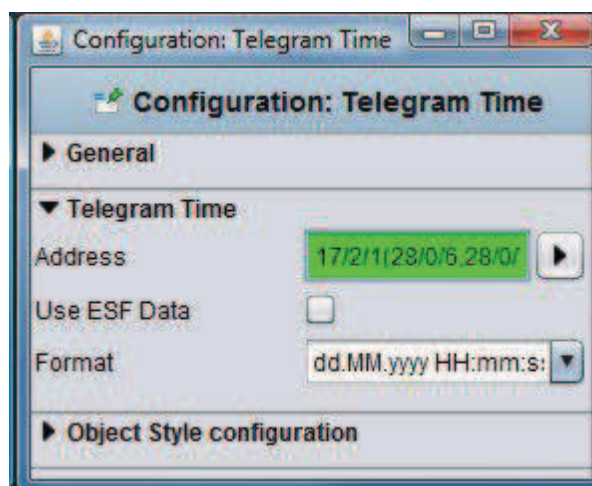 Configuration: Telegram Time
Configuration: Telegram Time
General
Telegram Time
Address 17/2/1(28/0/6,28/0/
Use ESF Data
Format dd.MM.yyyy HH:mm:s:
Object Style configuration